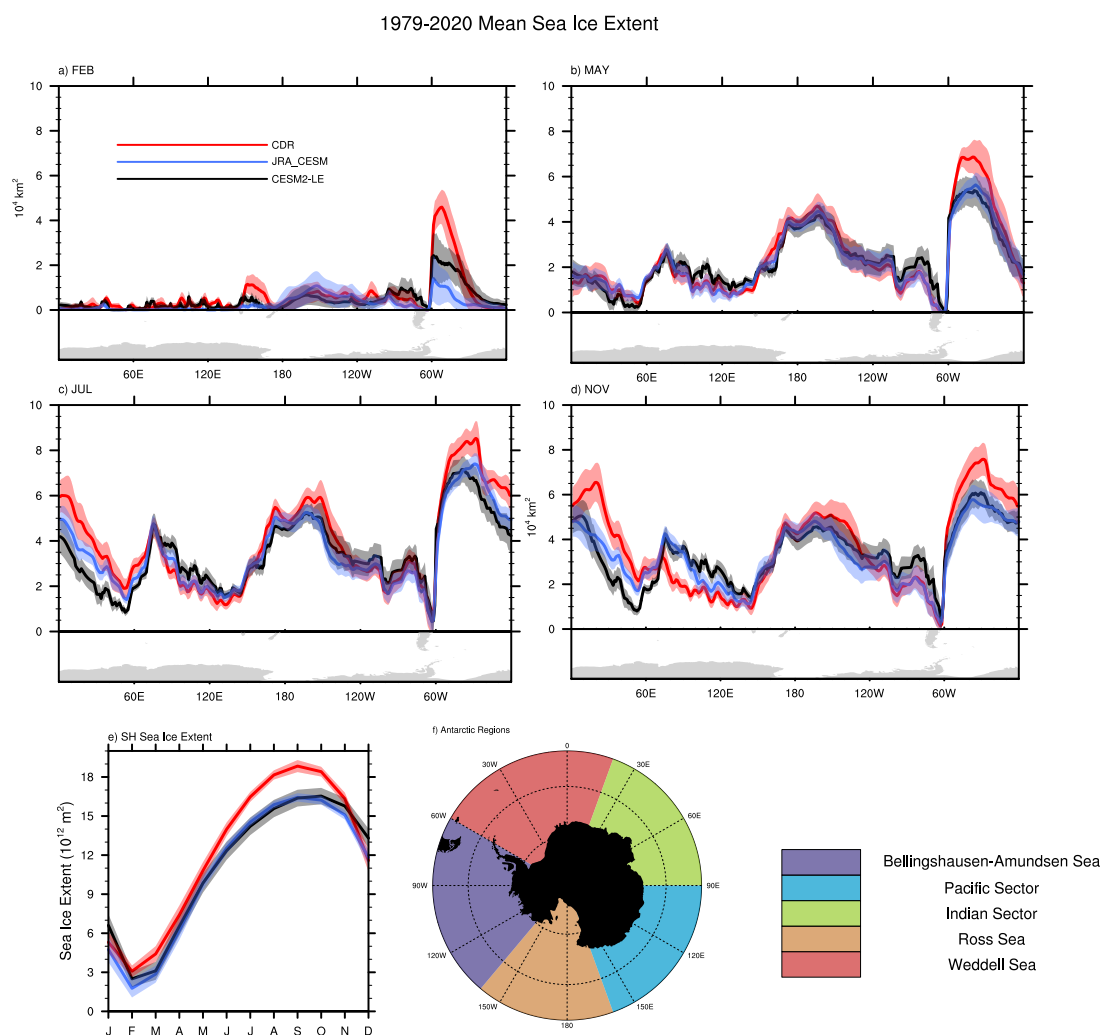 1979-2020 Mean Sea Ice Extent
a) FEB
10
8
6
4
2
0
10⁴ km²
CDR
JRA_CESM
CESM2-LE
60E 120E 180 120W 60W
b) MAY
10
8
6
4
2
0
60E 120E 180 120W 60W
c) JUL
10
8
6
4
2
0
60E 120E 180 120W 60W
d) NOV
10
8
6
4
2
0
10⁴ km²
60E 120E 180 120W 60W
e) SH Sea Ice Extent
Sea Ice Extent (10¹² m²)
18
15
12
9
6
3
0
J F M A M J J A S O N D
f) Antarctic Regions
0
30W 30E
60W 60E
90W 90E
120W 120E
150W 150E
180
Bellingshausen-Amundsen Sea
Pacific Sector
Indian Sector
Ross Sea
Weddell Sea